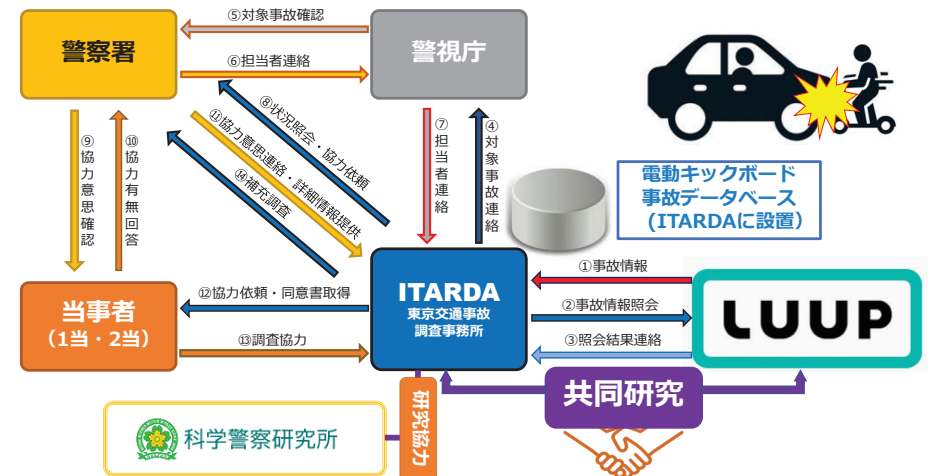 ⑤対象事故確認
警察署
警視庁
⑥担当者連絡
⑧状況照会・協力依頼
⑪協力意思連絡・詳細情報提供
⑭補充調査
⑨協力意思確認
⑩協力有無回答
⑦担当者連絡
④対象事故連絡
電動キックボード
事故データベース
(ITARDAに設置)
①事故情報
ITARDA
東京交通事故
調査事務所
⑫協力依頼・同意書取得
当事者
（1当・2当）
②事故情報照会
LUUP
⑬調査協力
③照会結果連絡
共同研究
研究協力
科学警察研究所